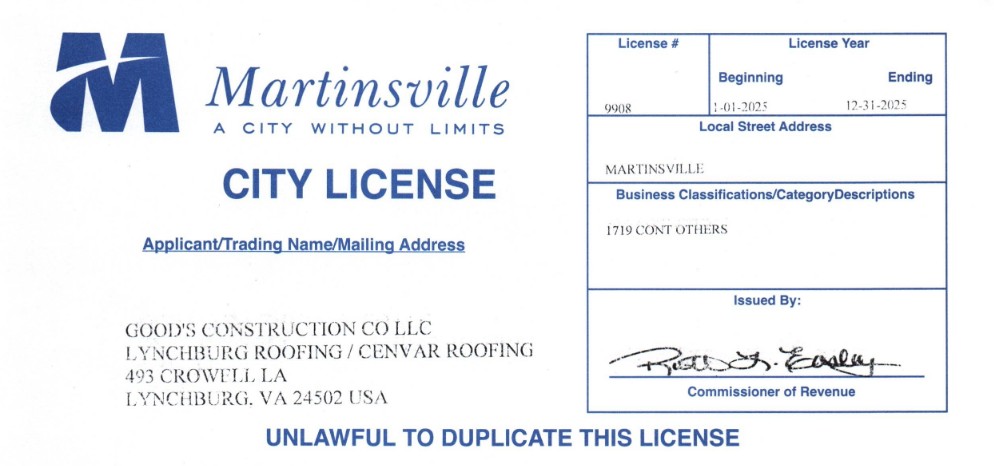 Martinsville
A CITY WITHOUT LIMITS
CITY LICENSE
Applicant/Trading Name/Mailing Address
GOOD'S CONSTRUCTION CO LLC
LYNCHBURG ROOFING / CENVAR ROOFING
493 CROWELL LA
LYNCHBURG, VA 24502 USA
License #
License Year
Beginning Ending
9908 1-01-2025 12-31-2025
Local Street Address
MARTINSVILLE
Business Classifications/CategoryDescriptions
1719 CONT OTHERS
Issued By:
Commissioner of Revenue
UNLAWFUL TO DUPLICATE THIS LICENSE